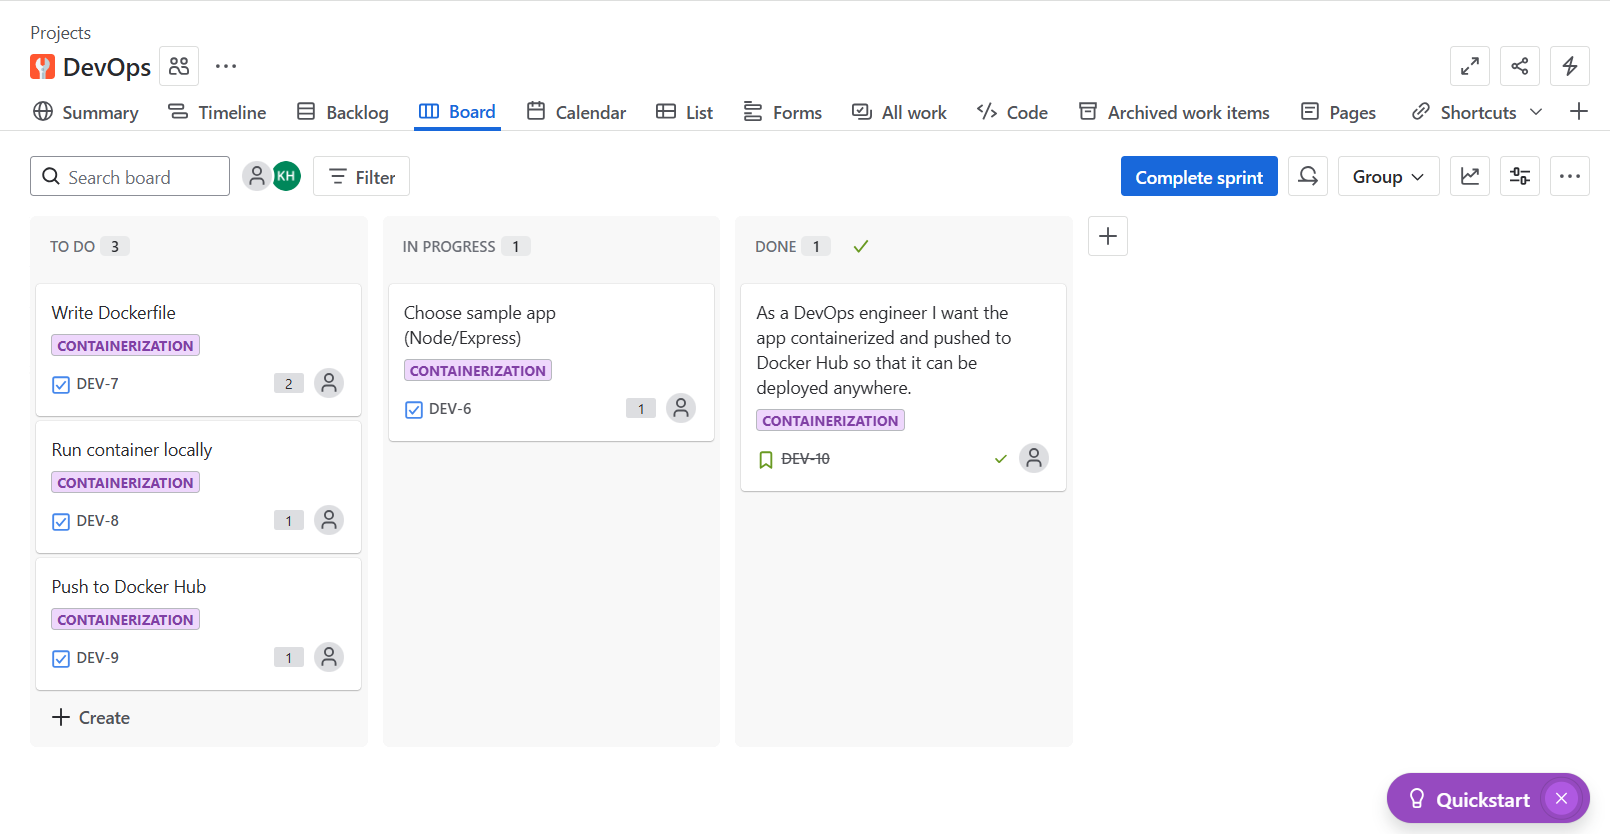 Projects
DevOps
Summary Timeline Backlog Board Calendar List Forms All work Code Archived work items Pages Shortcuts
Search board KH Filter Complete sprint Group
TO DO 3
Write Dockerfile
CONTAINERIZATION
DEV-7 2
Run container locally
CONTAINERIZATION
DEV-8 1
Push to Docker Hub
CONTAINERIZATION
DEV-9 1
Create
IN PROGRESS 1
Choose sample app
(Node/Express)
CONTAINERIZATION
DEV-6 1
DONE 1
As a DevOps engineer I want the
app containerized and pushed to
Docker Hub so that it can be
deployed anywhere.
CONTAINERIZATION
DEV-10
Quickstart